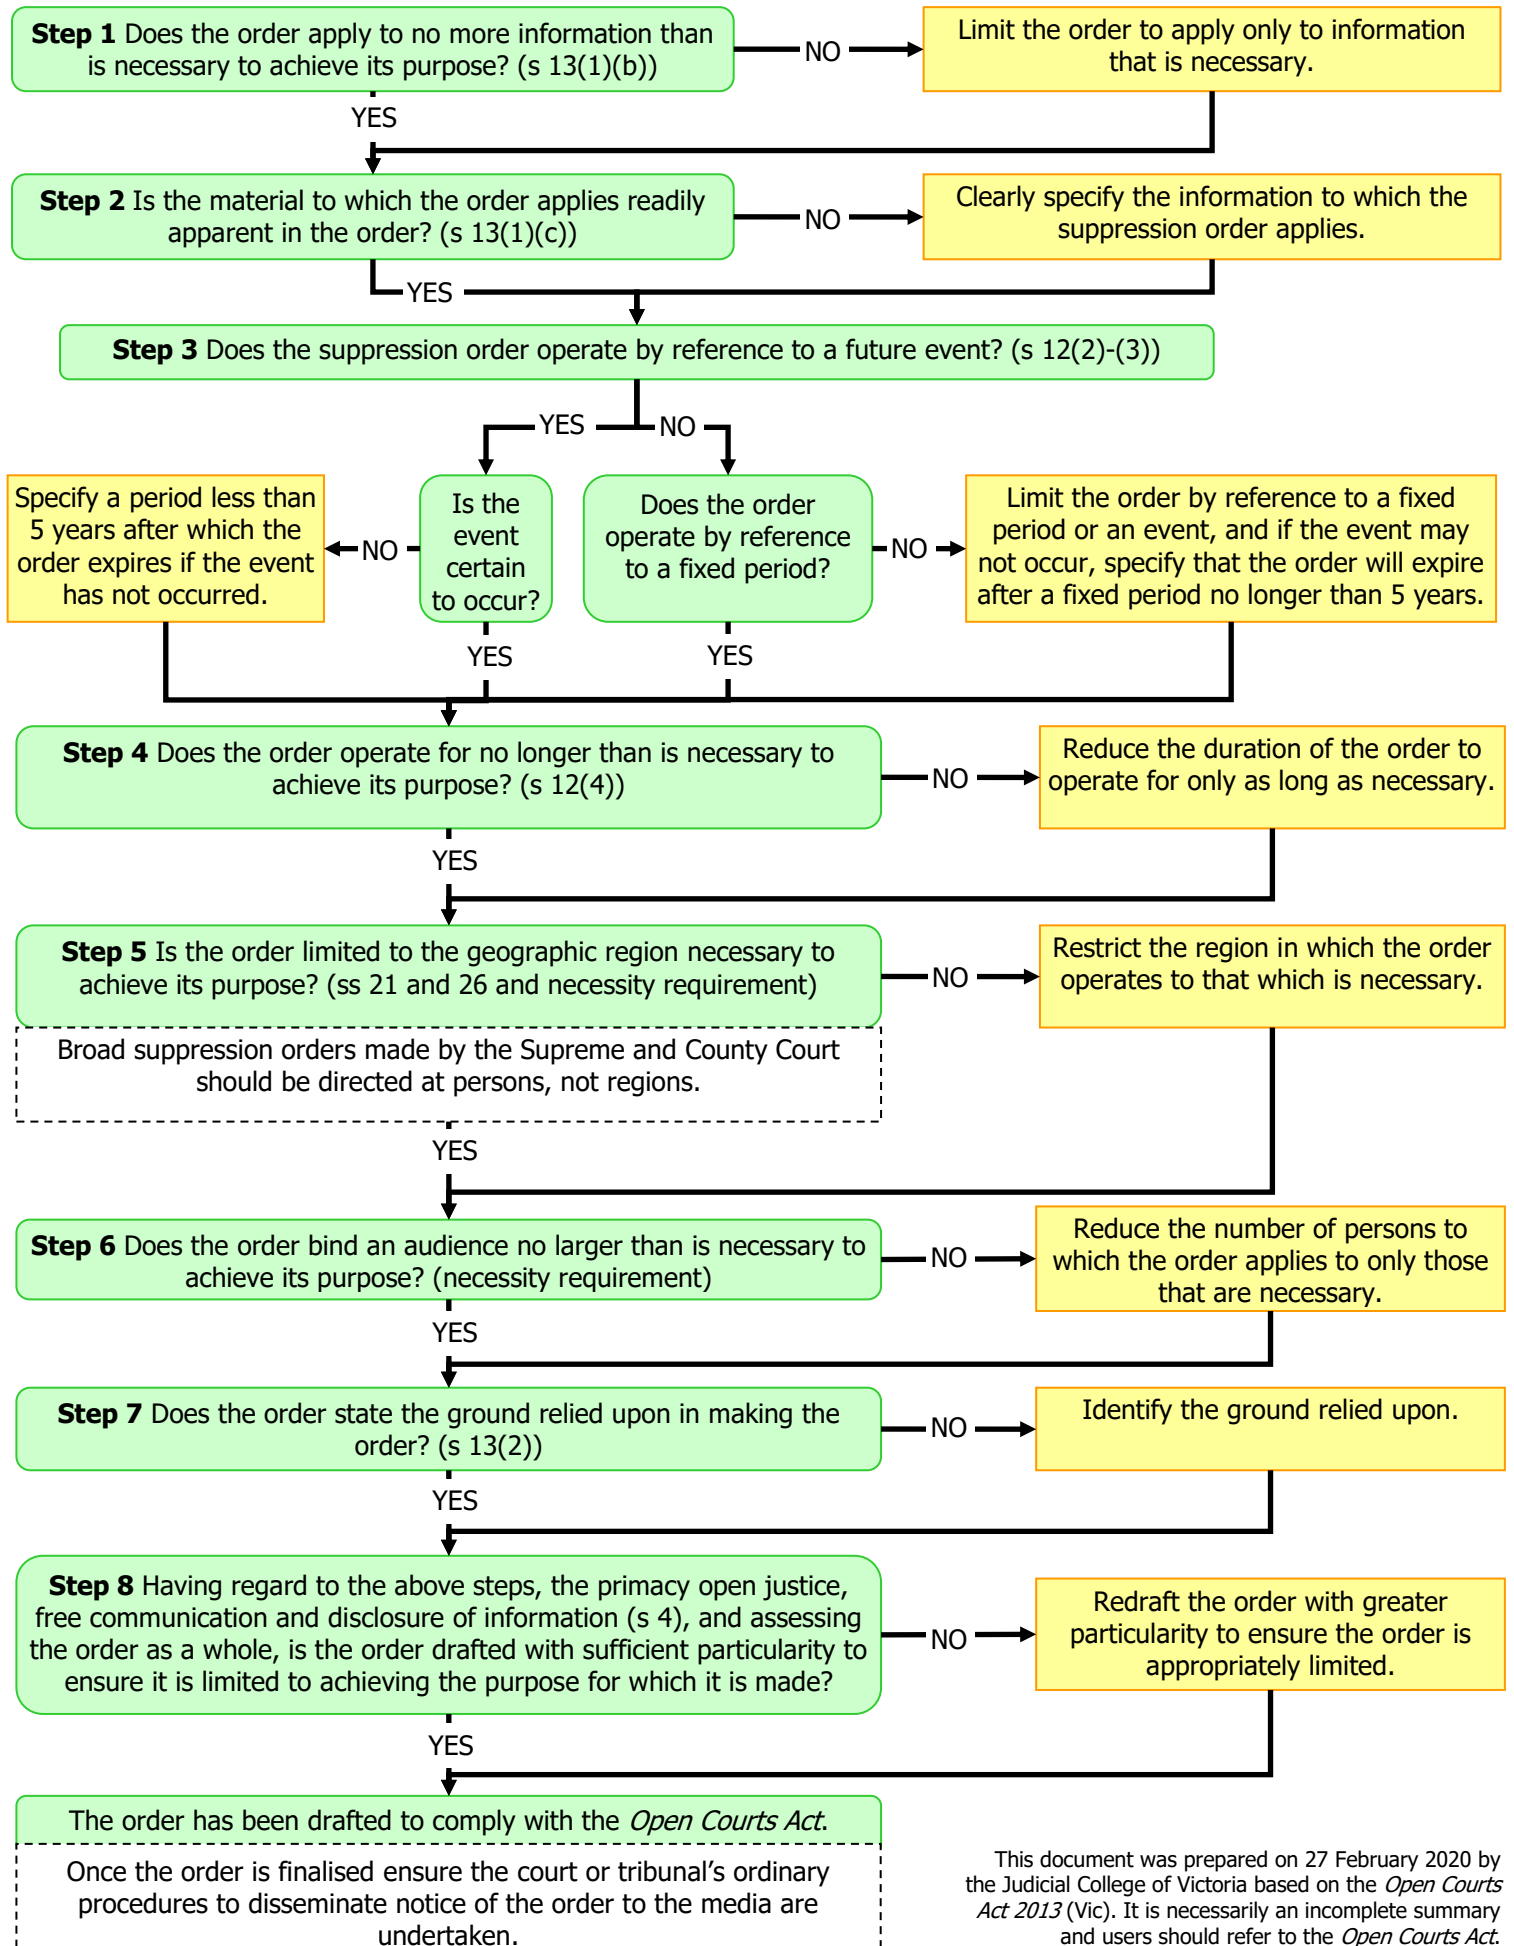 Step 1 Does the order apply to no more information than
is necessary to achieve its purpose? (s 13(1)(b))
NO
Limit the order to apply only to information
that is necessary.
YES
Step 2 Is the material to which the order applies readily
apparent in the order? (s 13(1)(c))
NO
Clearly specify the information to which the
suppression order applies.
YES
Step 3 Does the suppression order operate by reference to a future event? (s 12(2)-(3))
YES
NO
Specify a period less than
5 years after which the
order expires if the event
has not occurred.
NO
Is the
event
certain
to occur?
Does the order
operate by reference
to a fixed period?
NO
Limit the order by reference to a fixed
period or an event, and if the event may
not occur, specify that the order will expire
after a fixed period no longer than 5 years.
YES
YES
Step 4 Does the order operate for no longer than is necessary to
achieve its purpose? (s 12(4))
NO
Reduce the duration of the order to
operate for only as long as necessary.
YES
Step 5 Is the order limited to the geographic region necessary to
achieve its purpose? (ss 21 and 26 and necessity requirement)
NO
Restrict the region in which the order
operates to that which is necessary.
Broad suppression orders made by the Supreme and County Court
should be directed at persons, not regions.
YES
Step 6 Does the order bind an audience no larger than is necessary to
achieve its purpose? (necessity requirement)
NO
Reduce the number of persons to
which the order applies to only those
that are necessary.
YES
Step 7 Does the order state the ground relied upon in making the
order? (s 13(2))
NO
Identify the ground relied upon.
YES
Step 8 Having regard to the above steps, the primacy open justice,
free communication and disclosure of information (s 4), and assessing
the order as a whole, is the order drafted with sufficient particularity to
ensure it is limited to achieving the purpose for which it is made?
NO
Redraft the order with greater
particularity to ensure the order is
appropriately limited.
YES
The order has been drafted to comply with the Open Courts Act.
Once the order is finalised ensure the court or tribunal's ordinary
procedures to disseminate notice of the order to the media are
undertaken.
This document was prepared on 27 February 2020 by
the Judicial College of Victoria based on the Open Courts
Act 2013 (Vic). It is necessarily an incomplete summary
and users should refer to the Open Courts Act.